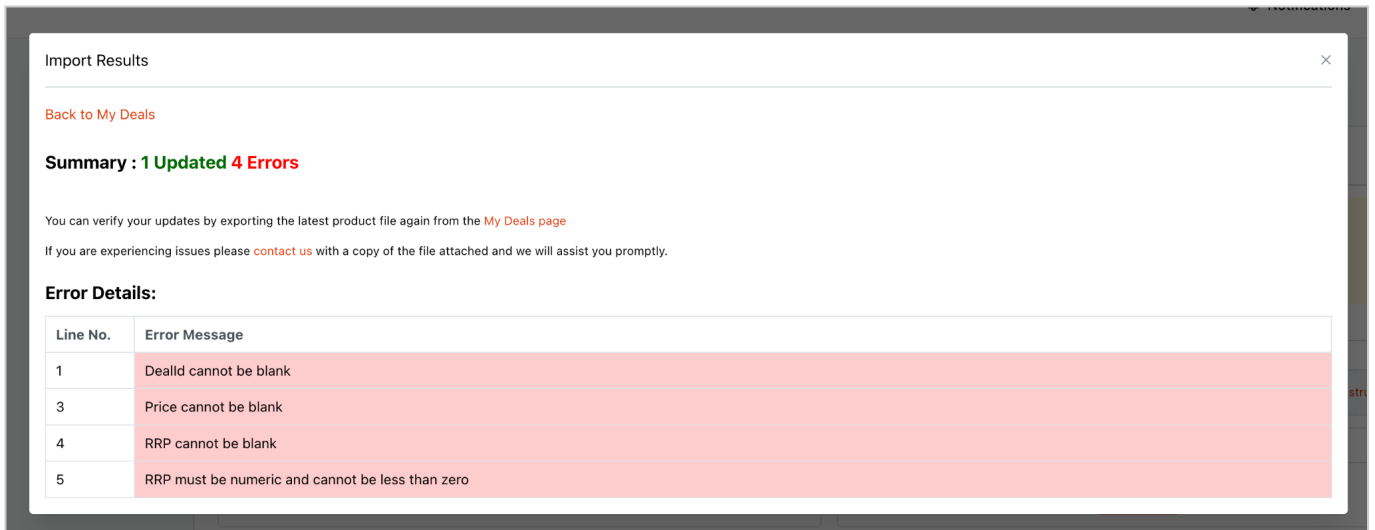 Notifications
Import Results
×
Back to My Deals
Summary : 1 Updated 4 Errors
You can verify your updates by exporting the latest product file again from the My Deals page
If you are experiencing issues please contact us with a copy of the file attached and we will assist you promptly.
Error Details:
Line No. Error Message
1 DealId cannot be blank
3 Price cannot be blank
4 RRP cannot be blank
5 RRP must be numeric and cannot be less than zero